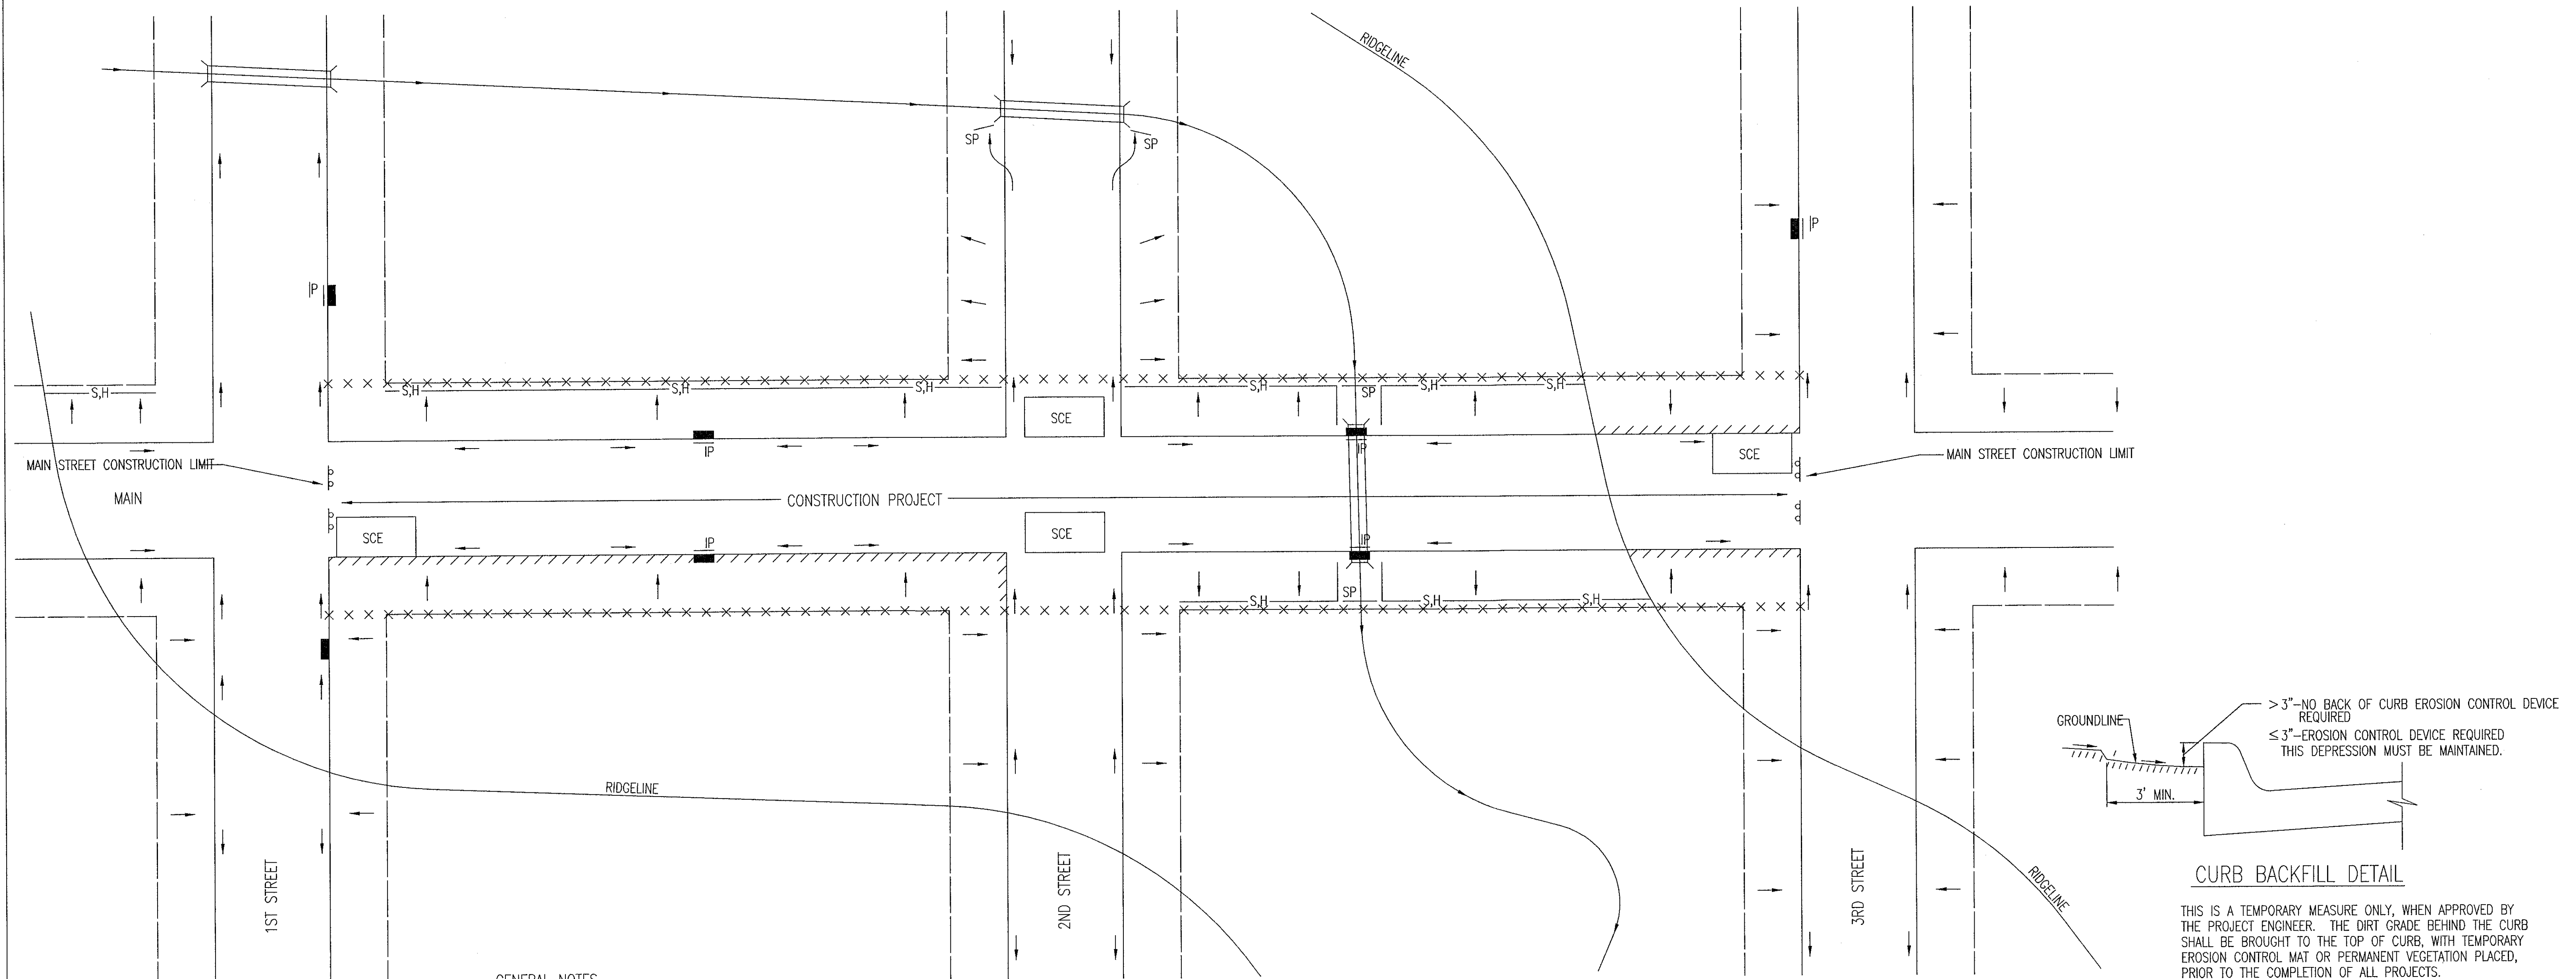 RIDGELINE
SP
SP
IP
IP
S,H
S,H
S,H
S,H
S,H
SP
S,H
S,H
SCE
IP
IP
SCE
MAIN STREET CONSTRUCTION LIMIT
MAIN STREET CONSTRUCTION LIMIT
MAIN
CONSTRUCTION PROJECT
SCE
SCE
IP
IP
SP
S,H
S,H
S,H
RIDGELINE
1ST STREET
2ND STREET
3RD STREET
RIDGELINE
GROUNDLINE
> 3"-NO BACK OF CURB EROSION CONTROL DEVICE
REQUIRED
≤ 3"-EROSION CONTROL DEVICE REQUIRED
THIS DEPRESSION MUST BE MAINTAINED.
3' MIN.
CURB BACKFILL DETAIL
THIS IS A TEMPORARY MEASURE ONLY, WHEN APPROVED BY
THE PROJECT ENGINEER. THE DIRT GRADE BEHIND THE CURB
SHALL BE BROUGHT TO THE TOP OF CURB, WITH TEMPORARY
EROSION CONTROL MAT OR PERMANENT VEGETATION PLACED,
PRIOR TO THE COMPLETION OF ALL PROJECTS.
GENERAL NOTES